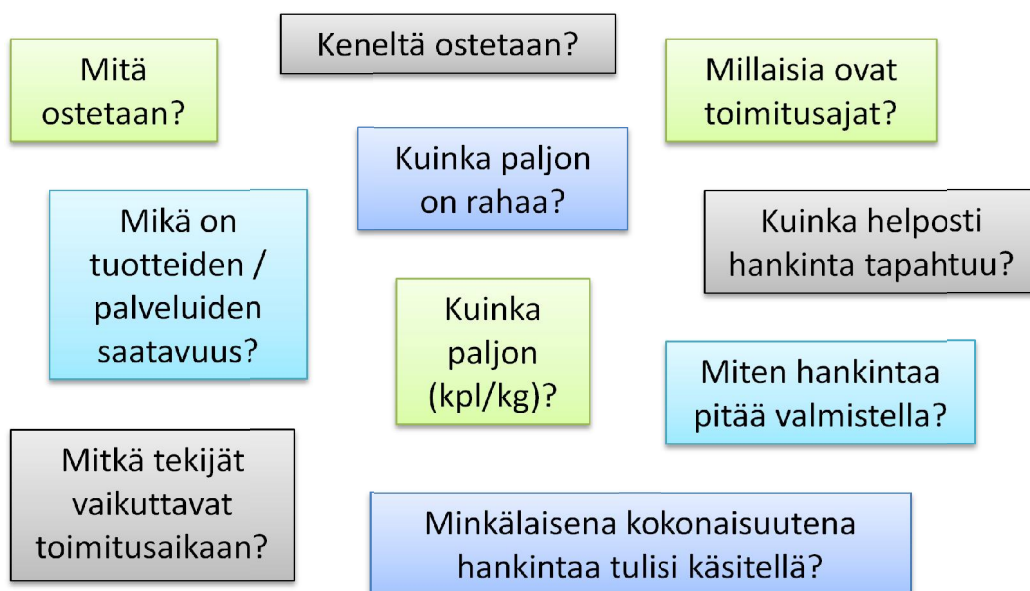 Keneltä ostetaan?
Mitä
ostetaan?
Millaisia ovat
toimitusajat?
Kuinka paljon
on rahaa?
Mikä on
tuotteiden /
palveluiden
saatavuus?
Kuinka helposti
hankinta tapahtuu?
Kuinka
paljon
(kpl/kg)?
Miten hankintaa
pitää valmistella?
Mitkä tekijät
vaikuttavat
toimitusaikaan?
Minkälaisena kokonaisuutena
hankintaa tulisi käsitellä?